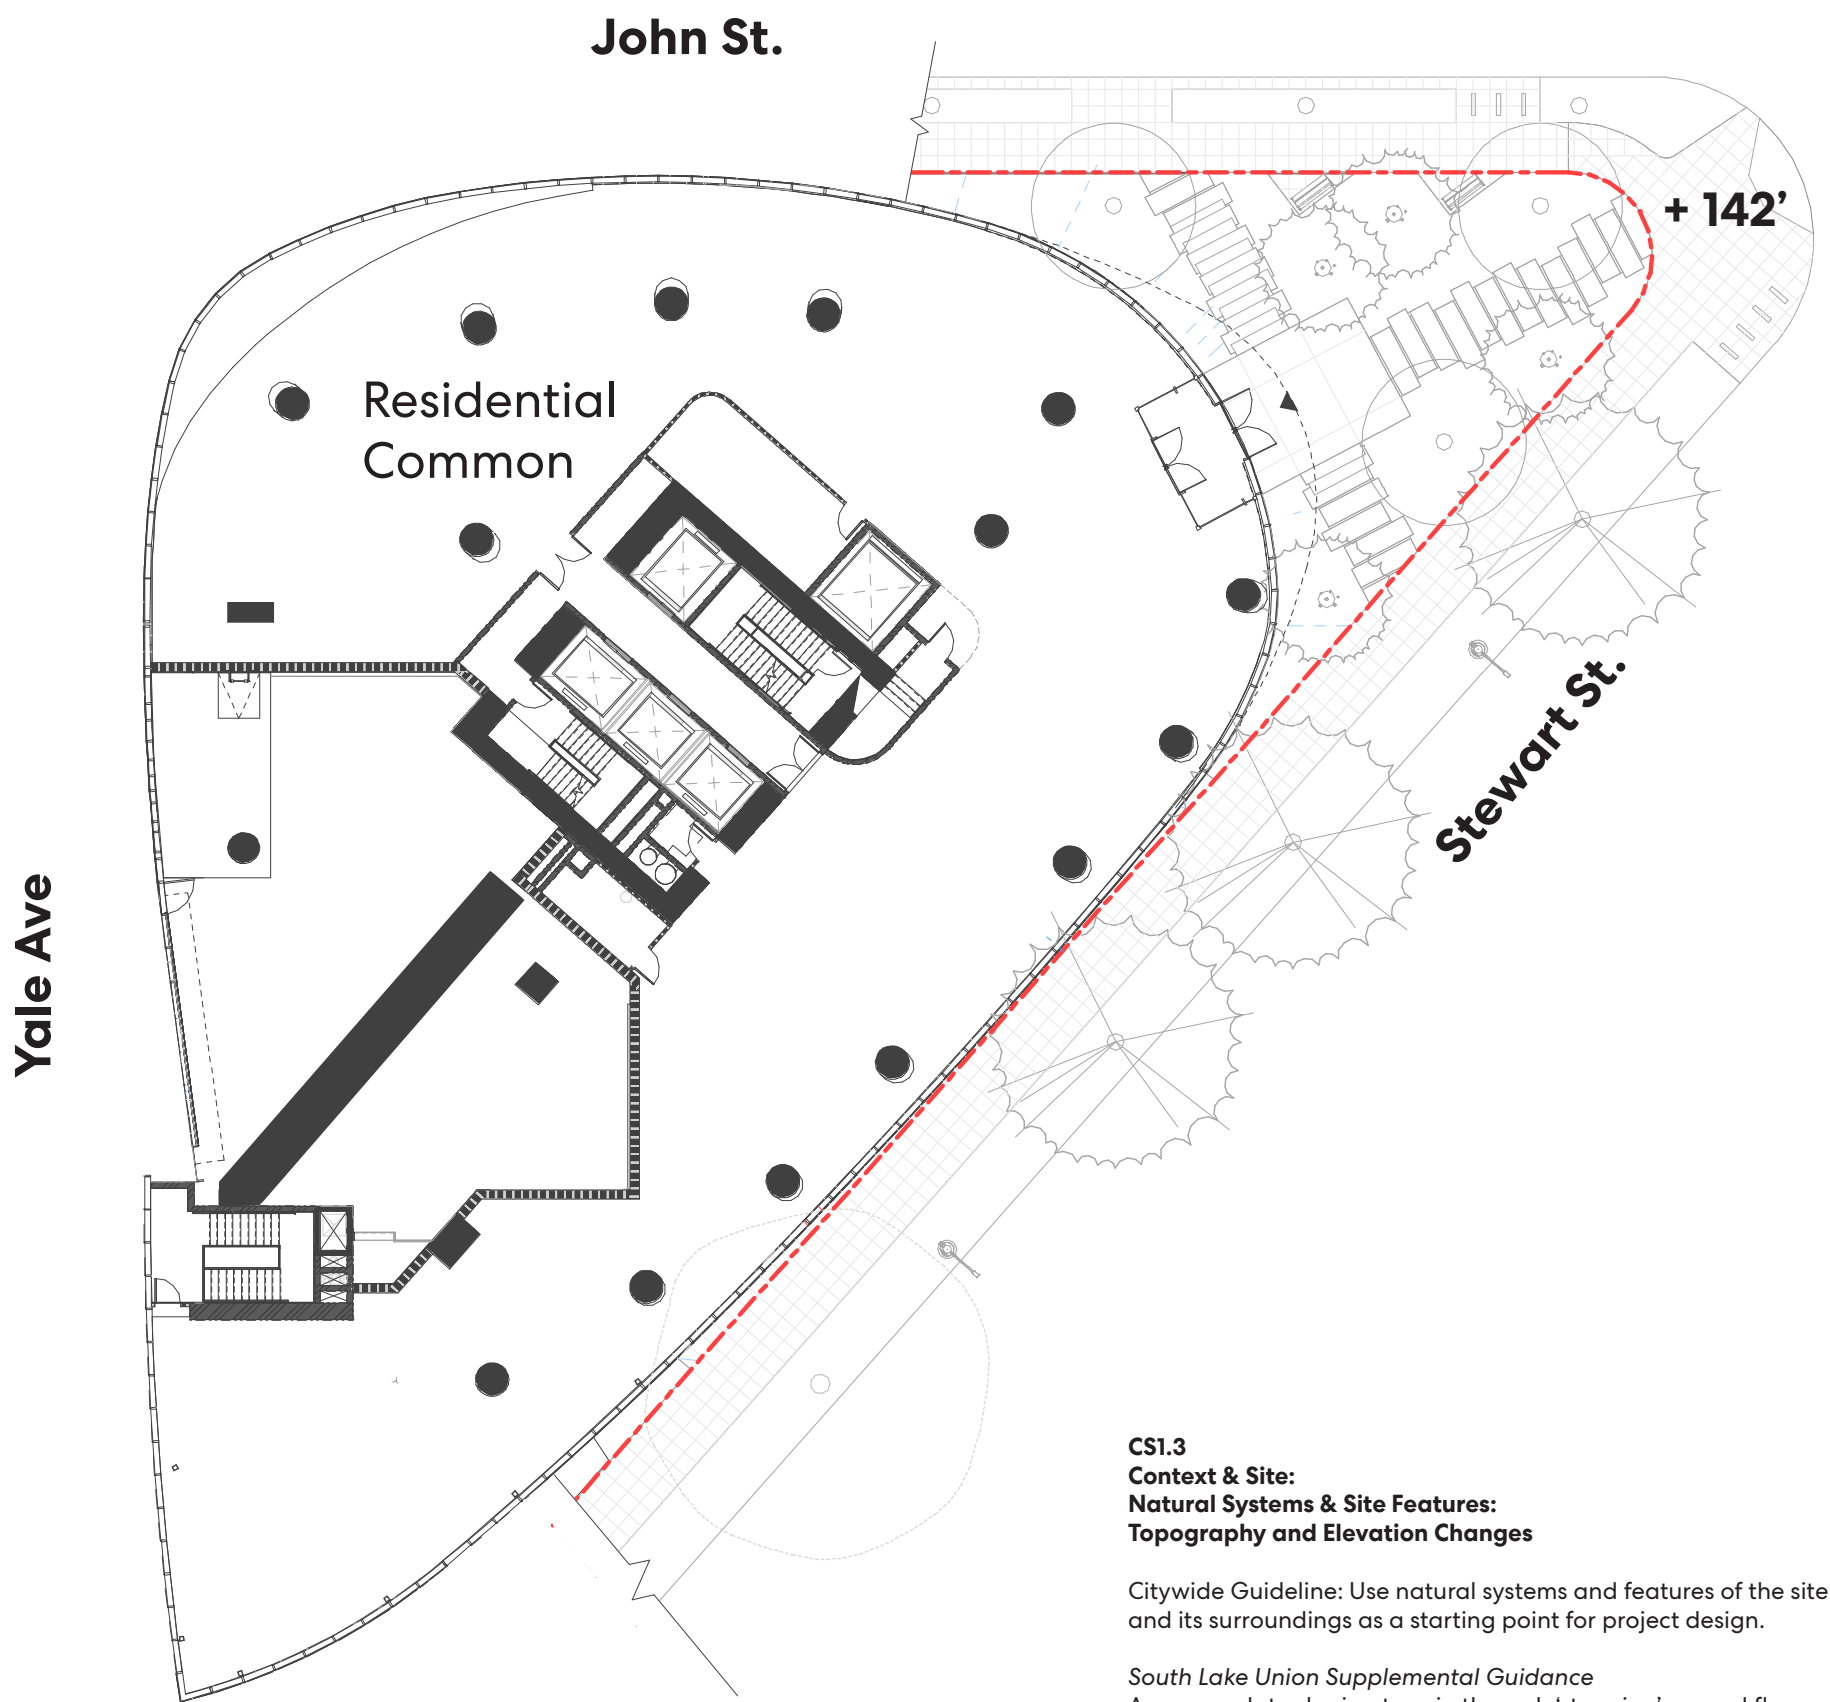 John St.
+ 142’
Residential
Common
Stewart St.
Yale Ave
CS1.3
Context & Site:
Natural Systems & Site Features:
Topography and Elevation Changes
Citywide Guideline: Use natural systems and features of the site
and its surroundings as a starting point for project design.
South Lake Union Supplemental Guidance